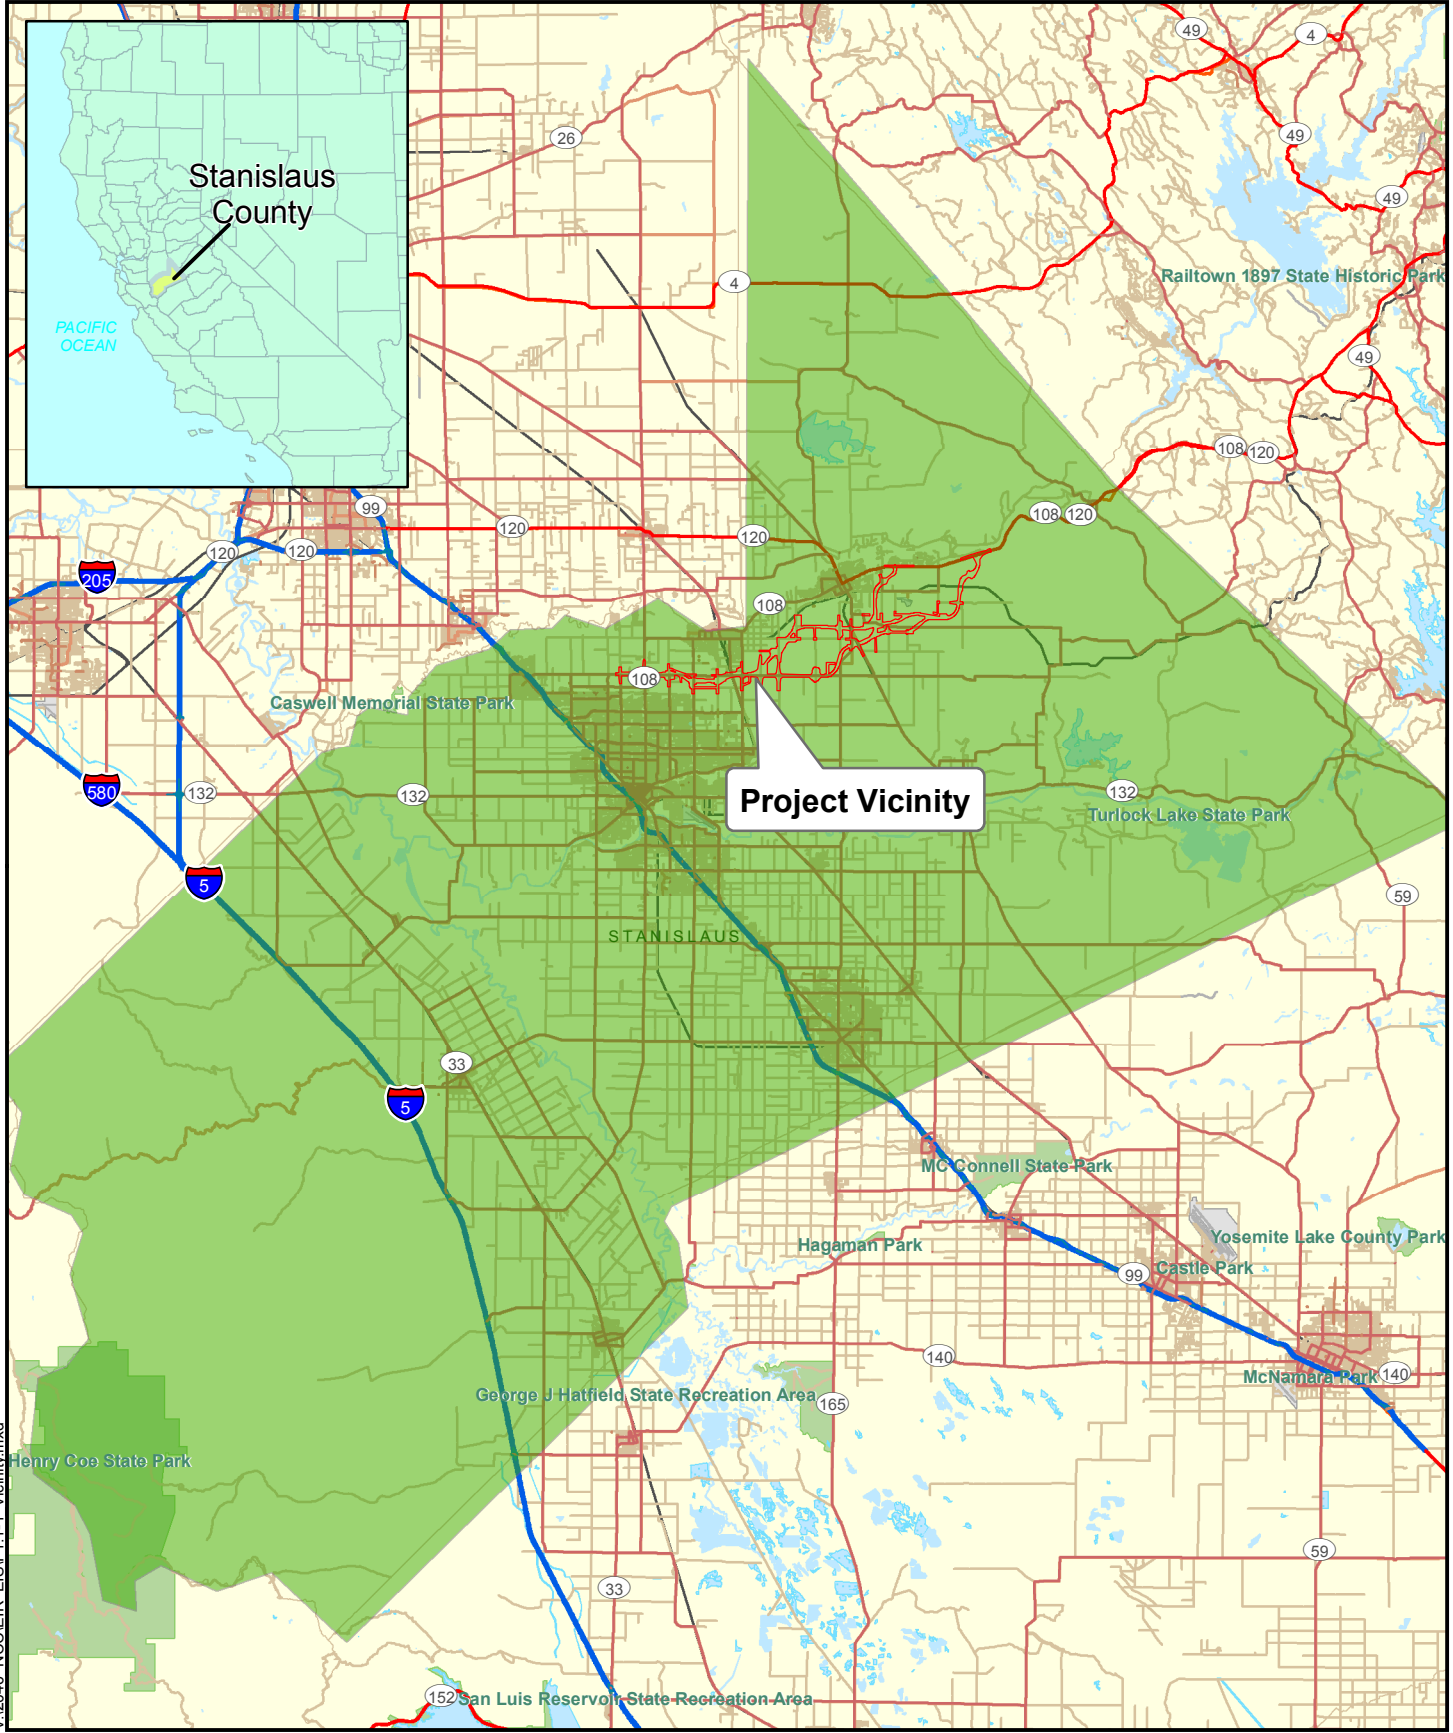 49
4
26
49
Stanislaus
County
49
Railtown 1897 State Historic Park
4
PACIFIC
OCEAN
49
108
120
99
120
120
108
120
120
120
205
108
108
Caswell Memorial State Park
580
132
132
Project Vicinity
132
Turlock Lake State Park
5
59
STANISLAUS
33
5
MC Connell State Park
Hagaman Park
Yosemite Lake County Park
99
Castle Park
140
McNamara Park
140
George J Hatfield State Recreation Area
165
Henry Coe State Park
59
33
152
San Luis Reservoir State Recreation Area